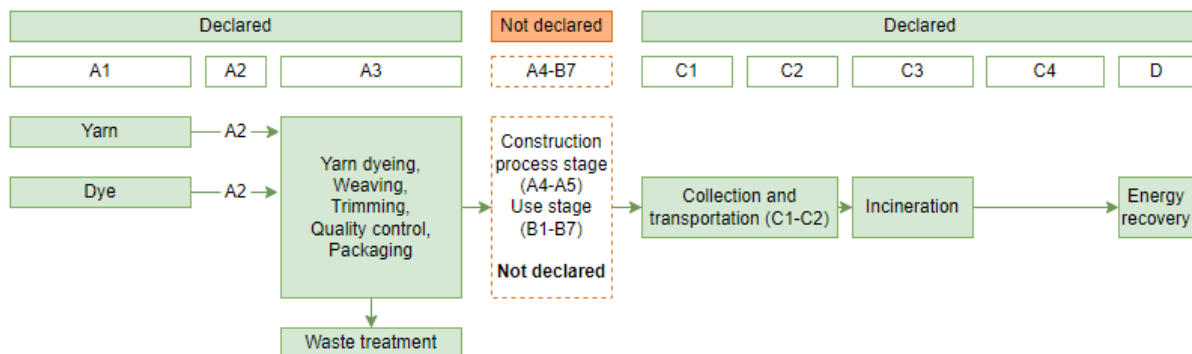 Declared
Not declared
Declared
A1
A2
A3
A4-B7
C1
C2
C3
C4
D
Yarn
A2
Dye
A2
Yarn dyeing,
Weaving,
Trimming,
Quality control,
Packaging
Waste treatment
Construction
process stage
(A4-A5)
Use stage
(B1-B7)
Not declared
Collection and
transportation (C1-C2)
Incineration
Energy
recovery